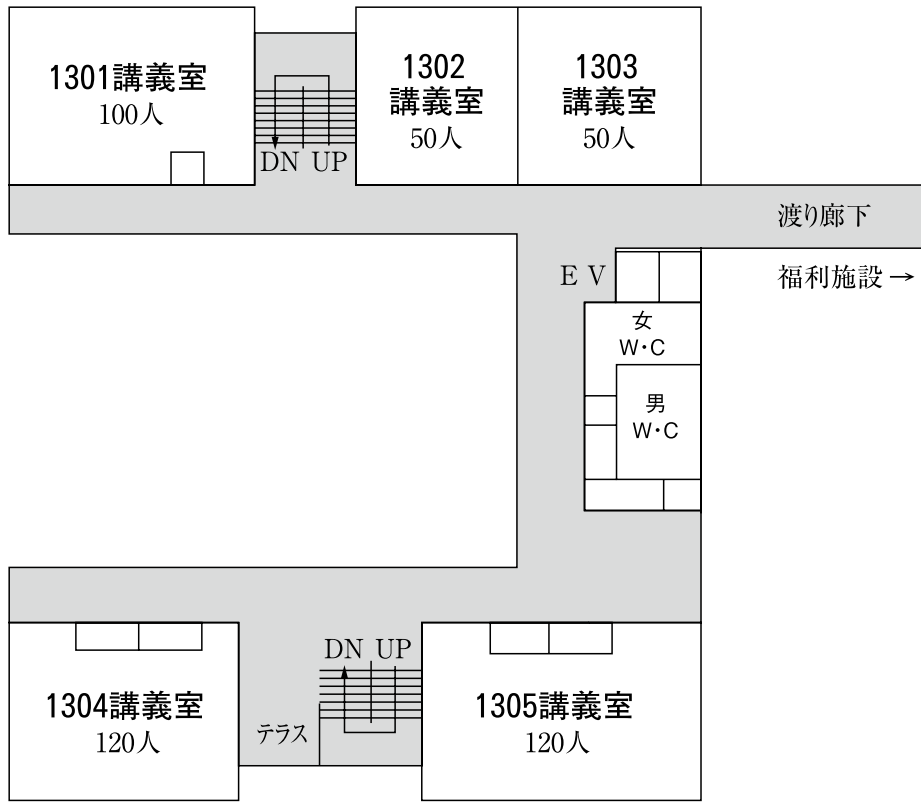 1301講義室
100人
DN UP
1302
講義室
50人
1303
講義室
50人
渡り廊下
福利施設→
E V
女
W・C
男
W・C
DN UP
1304講義室
120人
テラス
1305講義室
120人